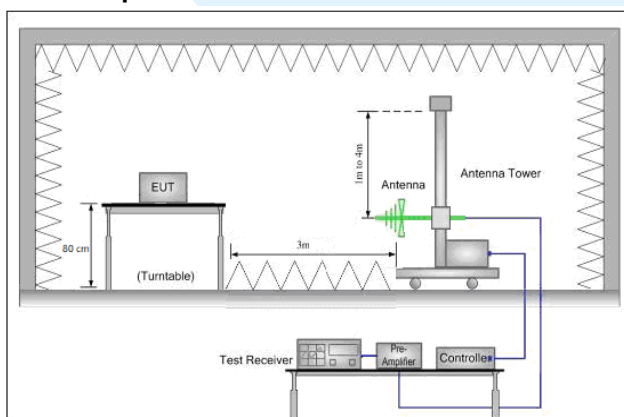 1m to 4m
Antenna
Antenna Tower
EUT
80 cm
3m
(Turntable)
Test Receiver
Pre-
Amplifier
Controller